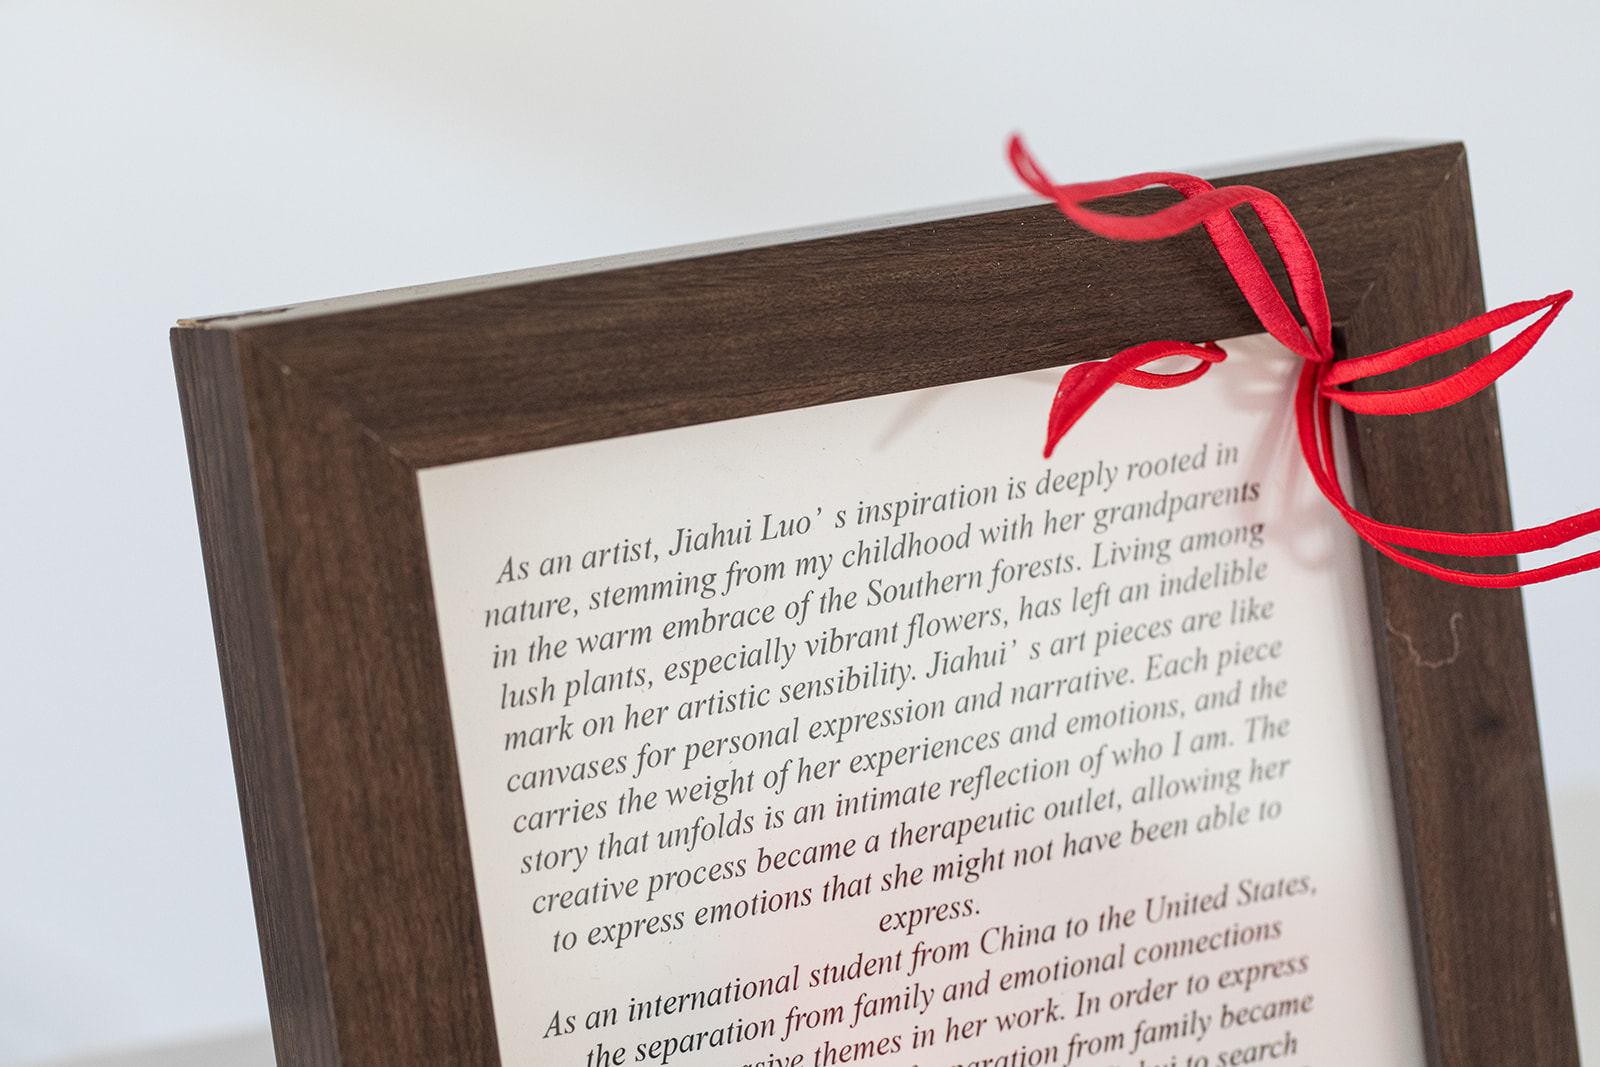 As an artist, Jiahui Luo’ s inspiration is deeply rooted in
nature, stemming from my childhood with her grandparents
in the warm embrace of the Southern forests. Living among
lush plants, especially vibrant flowers, has left an indelible
mark on her artistic sensibility. Jiahui’ s art pieces are like
canvases for personal expression and narrative. Each piece
carries the weight of her experiences and emotions, and the
story that unfolds is an intimate reflection of who I am. The
creative process became a therapeutic outlet, allowing her
to express emotions that she might not have been able to
express.
As an international student from China to the United States,
the separation from family and emotional connections
themes in her work. In order to express
from family became
to search